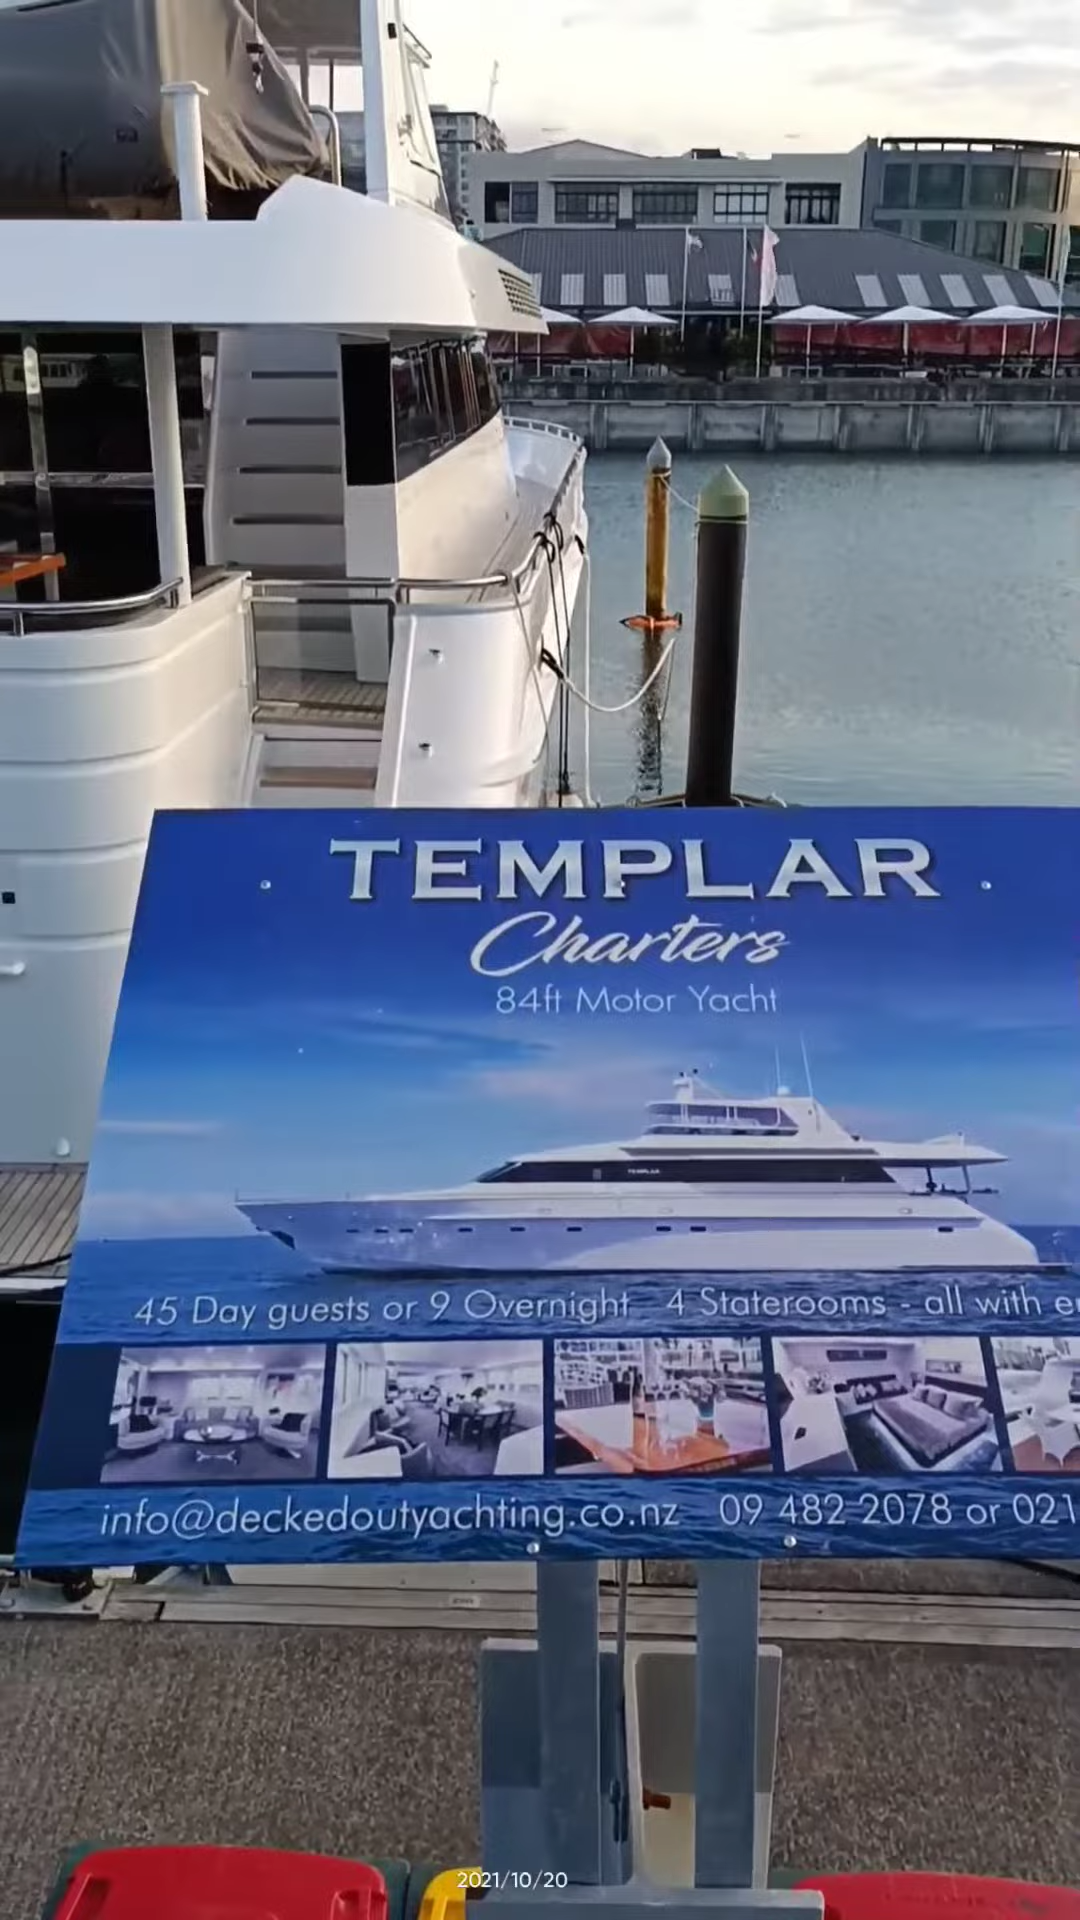 TEMPLAR
Charters
84ft Motor Yacht
TEMPLAR
45 Day guests or 9 Overnight 4 Staterooms - all with
info@deckedoutyachting.co.nz 09 482 2078 or 021
2021/10/20